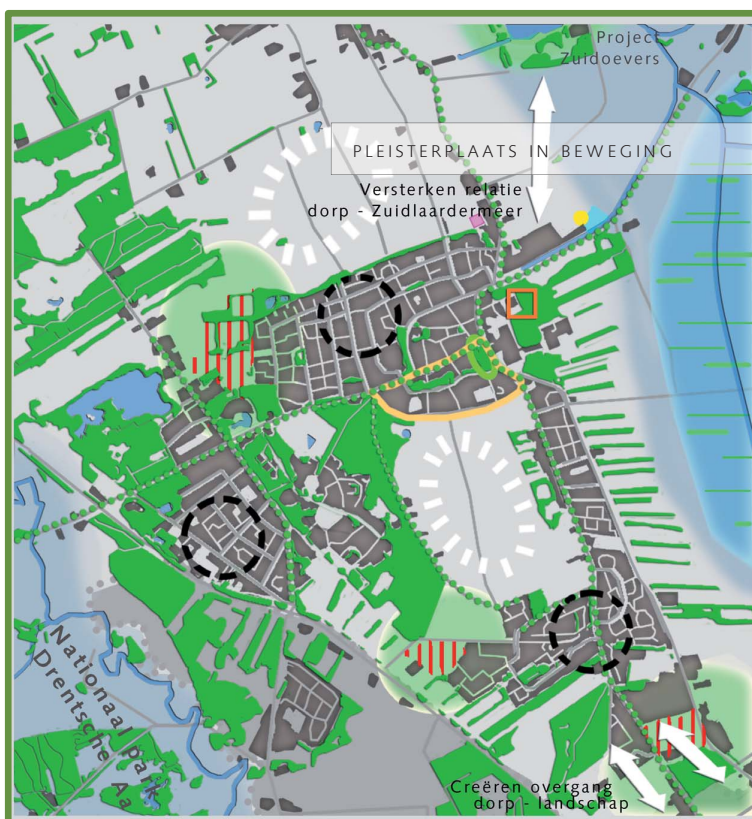 Project
Zuidoevers
PLEISTERPLAATS IN BEWEGING
Versterken relatie
dorp - Zuidlaardermeer
Nationaal park
Drentsche Aa
Creëren overgang
dorp - landschap